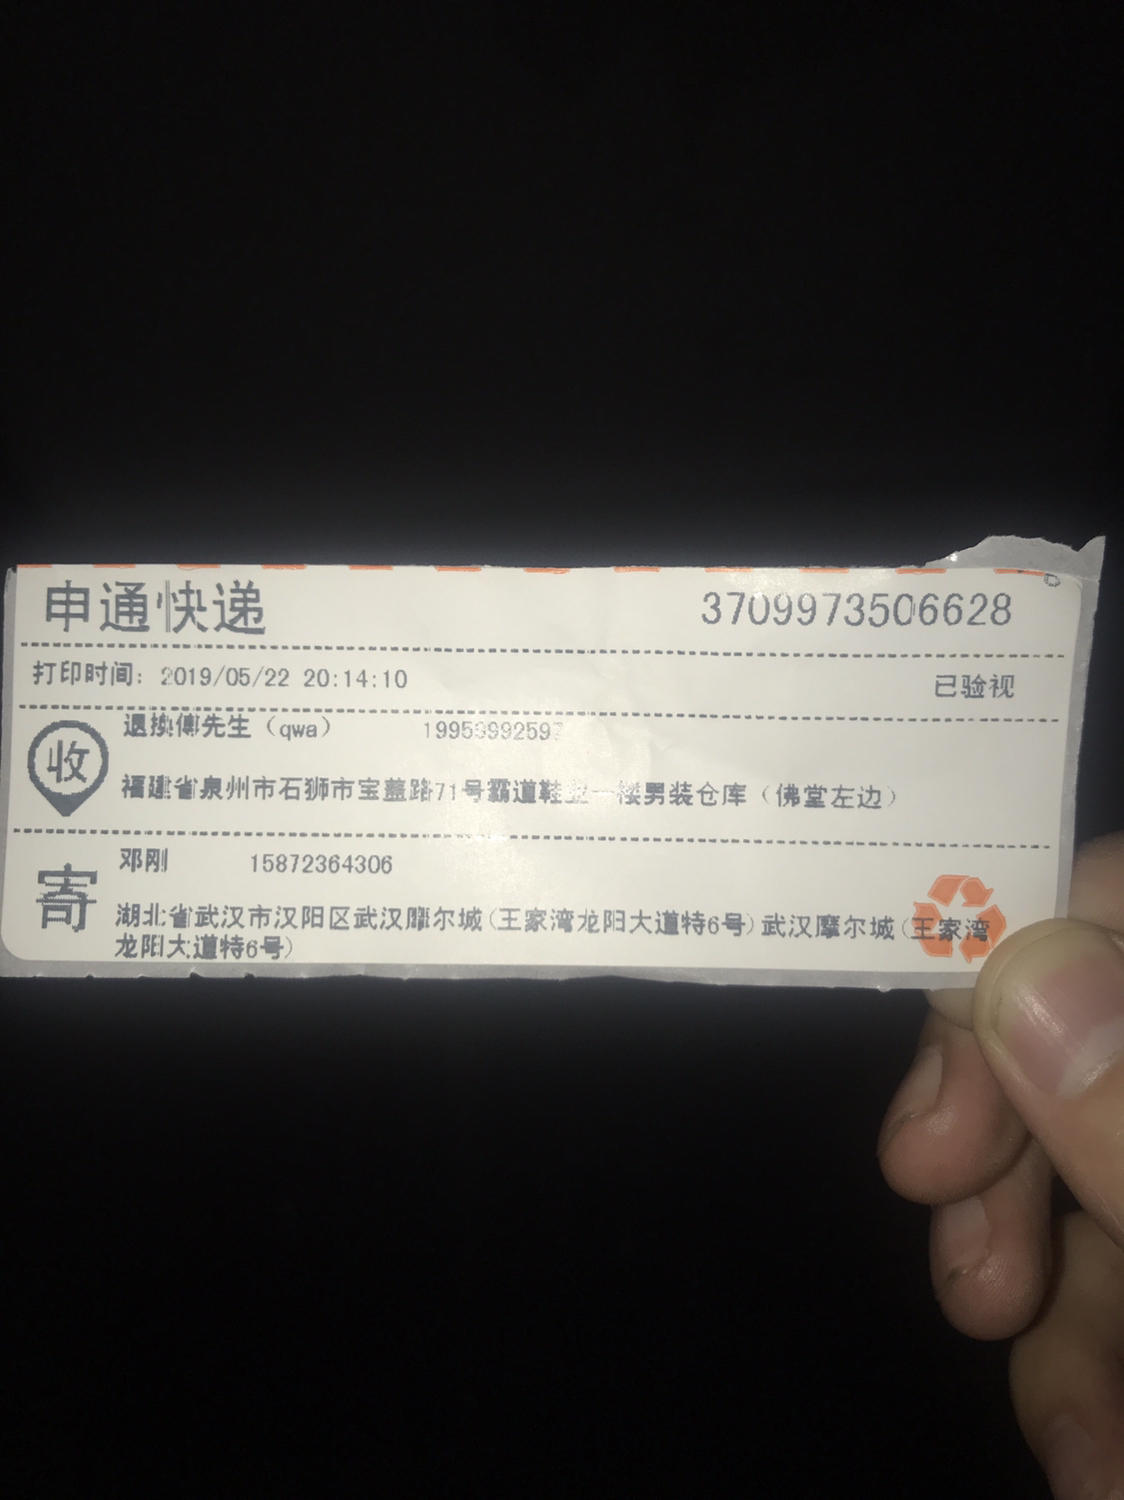 申通快递
3709973506628
打印时间: 2019/05/22 20:14:10
已验视
收
退换傅先生（qwa）
福建省泉州市石狮市宝盖路71号霸道鞋业一楼男装仓库（佛堂左边）
寄
邓刚 15872364306
湖北省武汉市汉阳区武汉摩尔城(王家湾龙阳大道特6号)武汉摩尔城(王家湾
龙阳大道特6号)